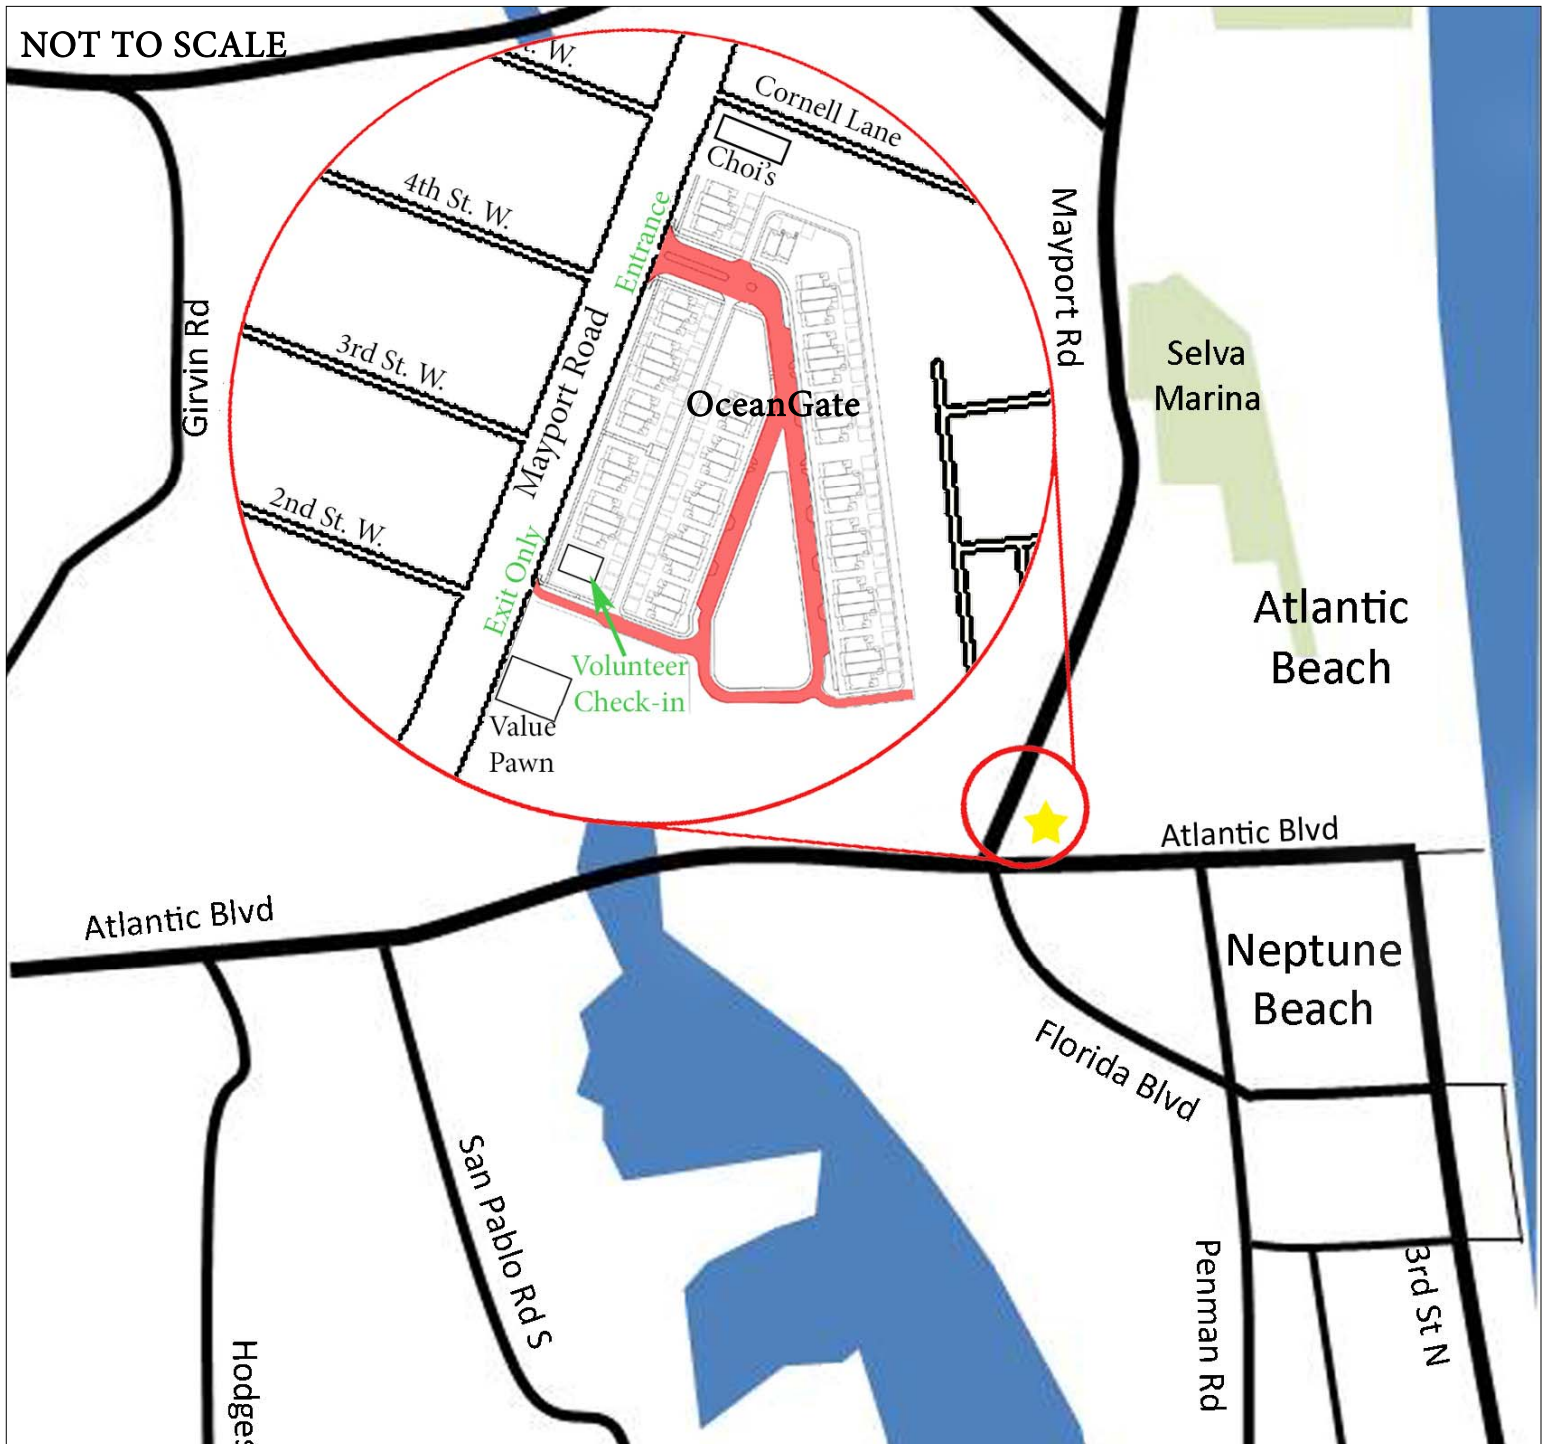 NOT TO SCALE
t. W.
Cornell Lane
Choi's
4th St. W.
Entrance
Mayport Rd
Girvin Rd
3rd St. W.
Mayport Road
OceanGate
Selva
Marina
2nd St. W.
Exit Only
Volunteer
Check-in
Value
Pawn
Atlantic
Beach
Atlantic Blvd
Atlantic Blvd
Neptune
Beach
Florida Blvd
San Pablo Rd S
Penman Rd
3rd St N
Hodges